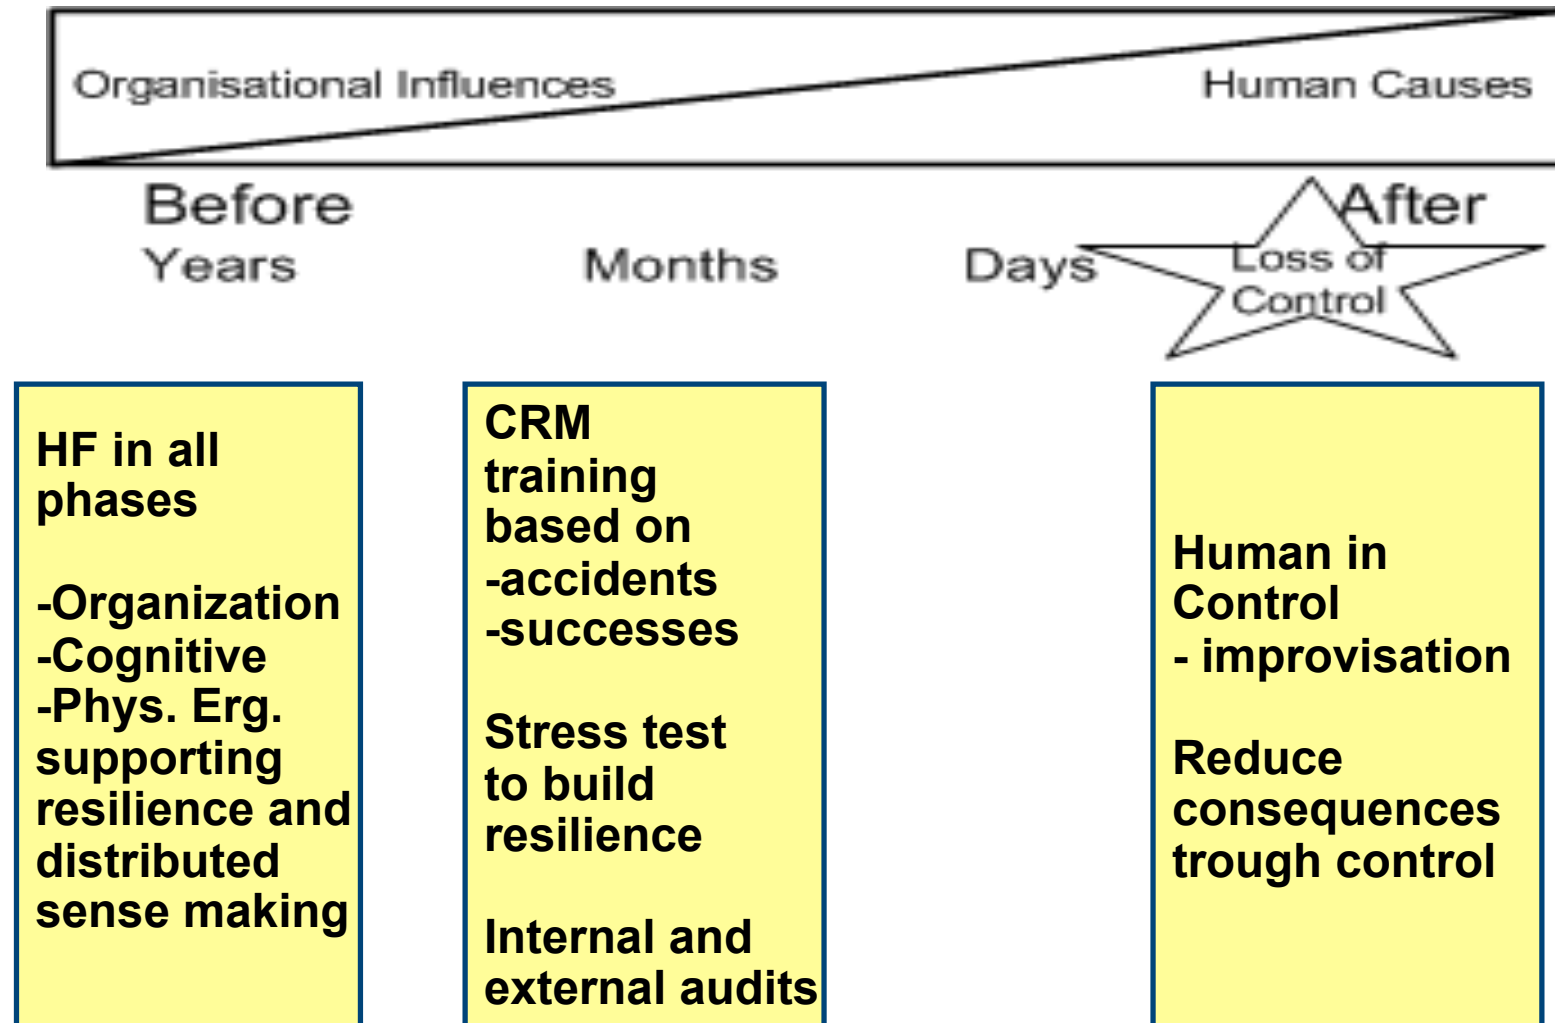 Organisational Influences
Human Causes
Before
After
Years
Months
Days
Loss of
Control
HF in all
phases
-Organization
-Cognitive
-Phys. Erg.
supporting
resilience and
distributed
sense making
CRM
training
based on
-accidents
-successes
Stress test
to build
resilience
Internal and
external audits
Human in
Control
- improvisation
Reduce
consequences
trough control